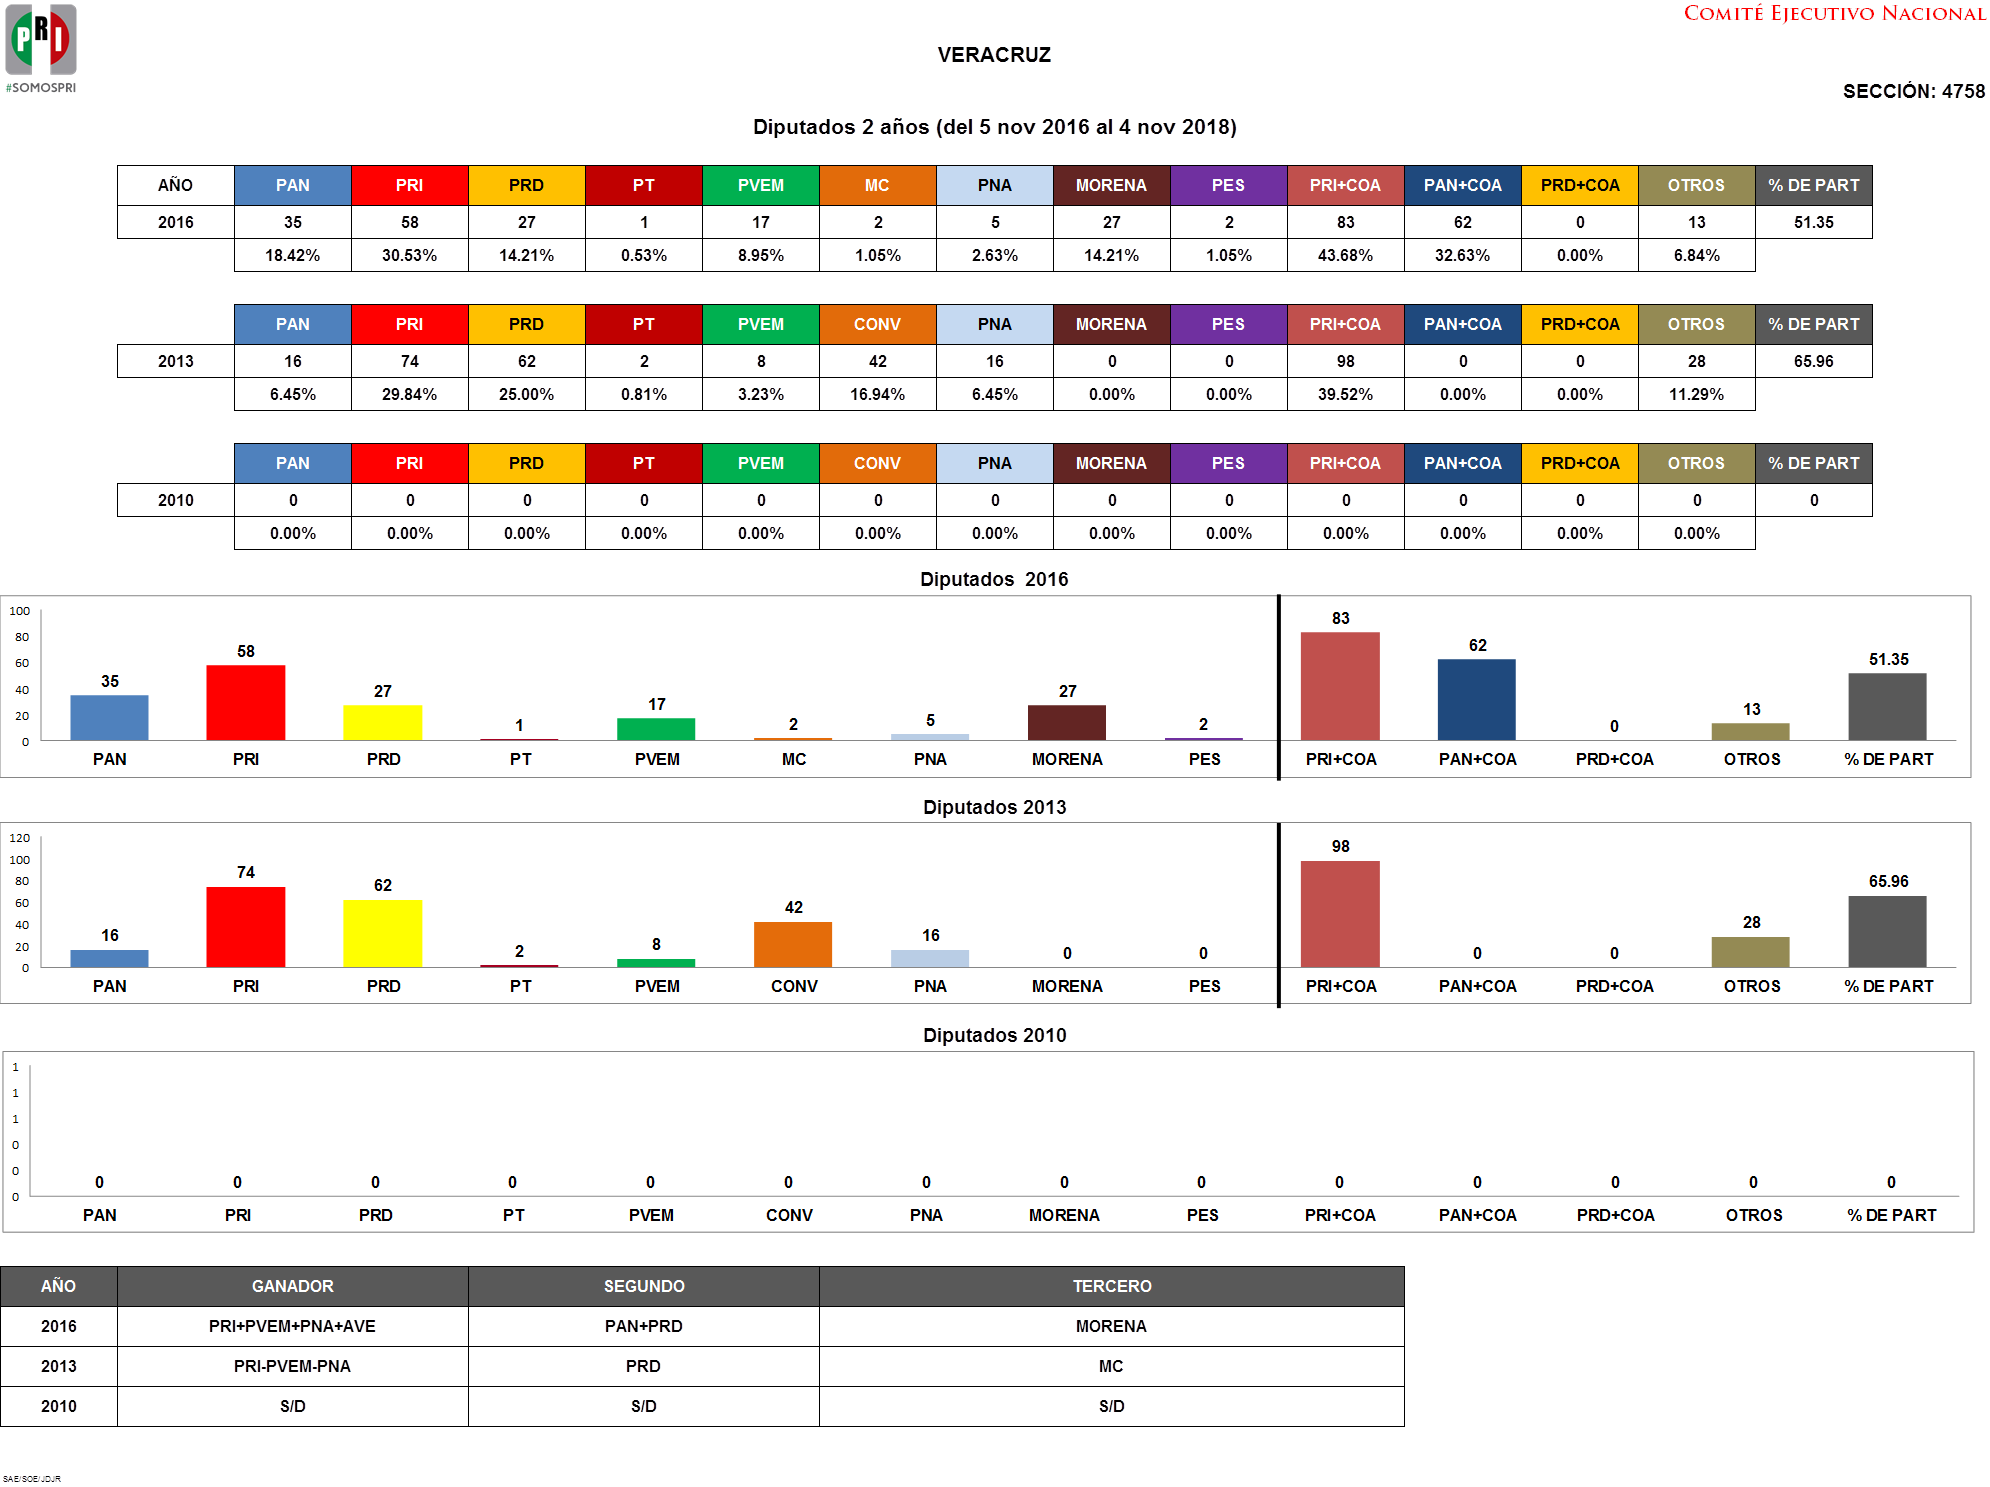 PRI
#SOMOSPRI
COMITÉ EJECUTIVO NACIONAL
VERACRUZ
SECCIÓN: 4758
Diputados 2 años (del 5 nov 2016 al 4 nov 2018)
AÑO PAN PRI PRD PT PVEM MC PNA MORENA PES PRI+COA PAN+COA PRD+COA OTROS % DE PART
2016 35 58 27 1 17 2 5 27 2 83 62 0 13 51.35
18.42% 30.53% 14.21% 0.53% 8.95% 1.05% 2.63% 14.21% 1.05% 43.68% 32.63% 0.00% 6.84%
PAN PRI PRD PT PVEM CONV PNA MORENA PES PRI+COA PAN+COA PRD+COA OTROS % DE PART
2013 16 74 62 2 8 42 16 0 0 98 0 0 28 65.96
6.45% 29.84% 25.00% 0.81% 3.23% 16.94% 6.45% 0.00% 0.00% 39.52% 0.00% 0.00% 11.29%
PAN PRI PRD PT PVEM CONV PNA MORENA PES PRI+COA PAN+COA PRD+COA OTROS % DE PART
2010 0 0 0 0 0 0 0 0 0 0 0 0 0 0
0.00% 0.00% 0.00% 0.00% 0.00% 0.00% 0.00% 0.00% 0.00% 0.00% 0.00% 0.00% 0.00%
Diputados 2016
100
80
60
40
20
0
35 58 27 1 17 2 5 27 2 83 62 0 13 51.35
PAN PRI PRD PT PVEM MC PNA MORENA PES PRI+COA PAN+COA PRD+COA OTROS % DE PART
Diputados 2013
120
100
80
60
40
20
0
16 74 62 2 8 42 16 0 0 98 0 0 28 65.96
PAN PRI PRD PT PVEM CONV PNA MORENA PES PRI+COA PAN+COA PRD+COA OTROS % DE PART
Diputados 2010
1
1
1
0
0
0
0 0 0 0 0 0 0 0 0 0 0 0 0 0
PAN PRI PRD PT PVEM CONV PNA MORENA PES PRI+COA PAN+COA PRD+COA OTROS % DE PART
AÑO GANADOR SEGUNDO TERCERO
2016 PRI+PVEM+PNA+AVE PAN+PRD MORENA
2013 PRI-PVEM-PNA PRD MC
2010 S/D S/D S/D
SAE/SOE/JDJR